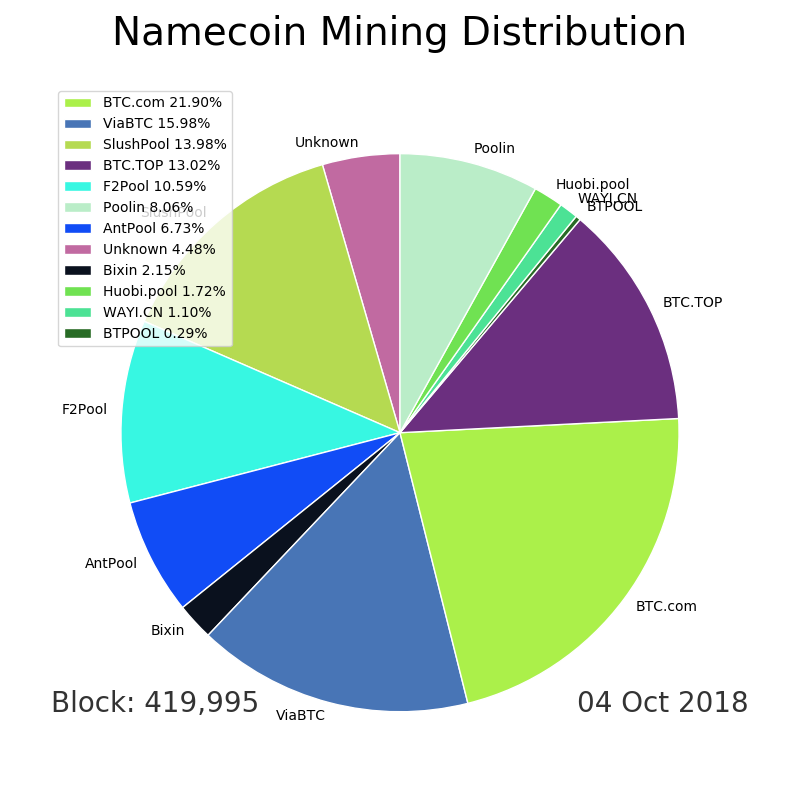 Namecoin Mining Distribution
BTC.com 21.90%
ViaBTC 15.98%
SlushPool 13.98%
BTC.TOP 13.02%
F2Pool 10.59%
Poolin 8.06%
AntPool 6.73%
Unknown 4.48%
Bixin 2.15%
Huobi.pool 1.72%
WAYI.CN 1.10%
BTPOOL 0.29%
Unknown
Poolin
Huobi.pool
WAYI.CN
BTPOOL
SlushPool
BTC.TOP
F2Pool
AntPool
BTC.com
Bixin
ViaBTC
Block: 419,995
04 Oct 2018